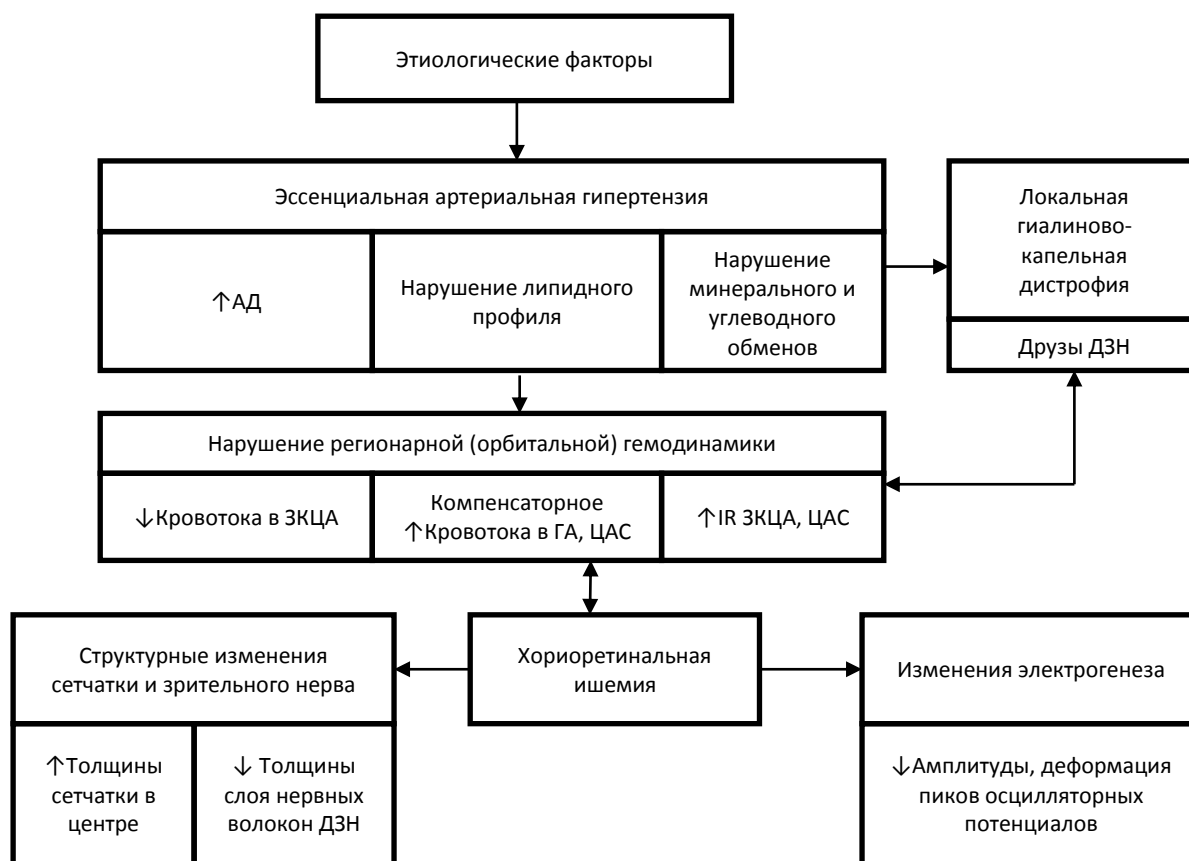 Этиологические факторы
Эссенциальная артериальная гипертензия
↑АД
Нарушение липидного
профиля
Нарушение
минерального и
углеводного
обменов
Локальная
гиалиново-
капельная
дистрофия
Друзы ДЗН
Нарушение регионарной (орбитальной) гемодинамики
↓Кровотока в ЗКЦА
Компенсаторное
↑Кровотока в ГА, ЦАС
↑IR ЗКЦА, ЦАС
Структурные изменения
сетчатки и зрительного нерва
↑Толщины
сетчатки в
центре
↓ Толщины
слоя нервных
волокон ДЗН
Хориоретинальная
ишемия
Изменения электрогенеза
↓Амплитуды, деформация
пиков осцилляторных
потенциалов